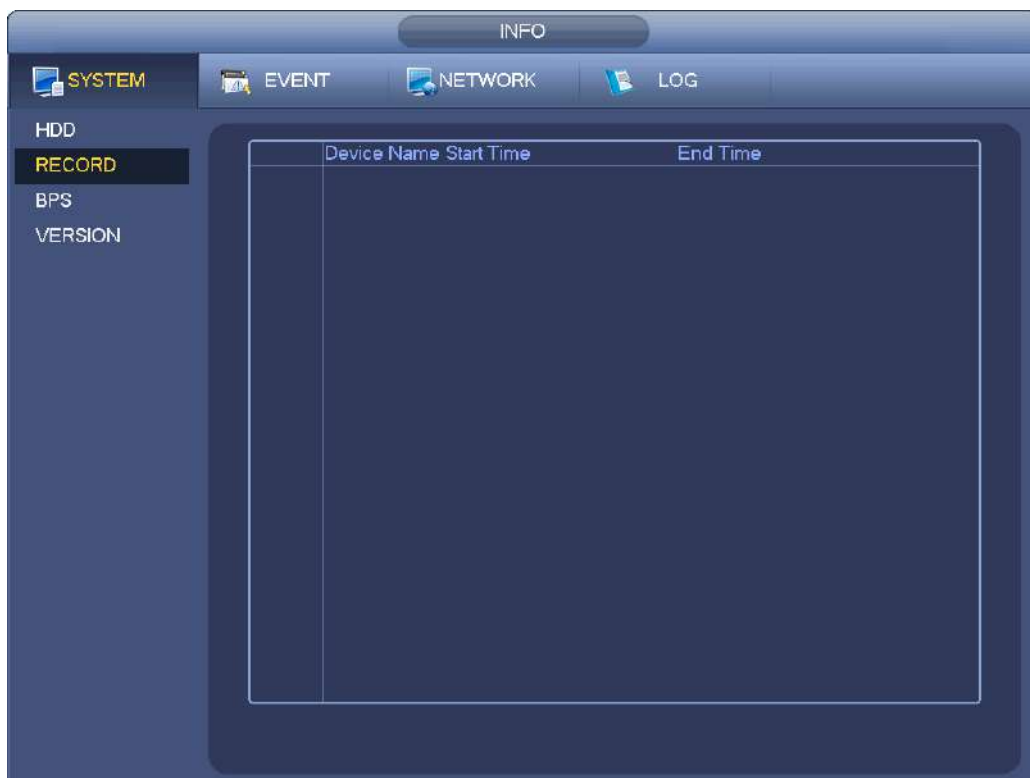 INFO
SYSTEM EVENT NETWORK LOG
HDD
RECORD
BPS
VERSION
Device Name Start Time End Time